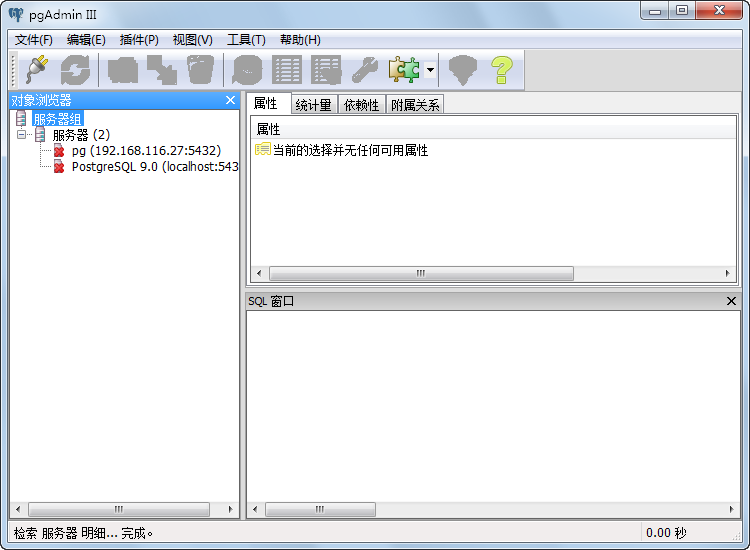 pgAdmin III
文件(F) 编辑(E) 插件(P) 视图(V) 工具(T) 帮助(H)
对象浏览器
服务器组
服务器 (2)
pg (192.168.116.27:5432)
PostgreSQL 9.0 (localhost:543
属性 统计量 依赖性 附属关系
属性
当前的选择并无任何可用属性
SQL 窗口
检索 服务器 明细... 完成。
0.00 秒